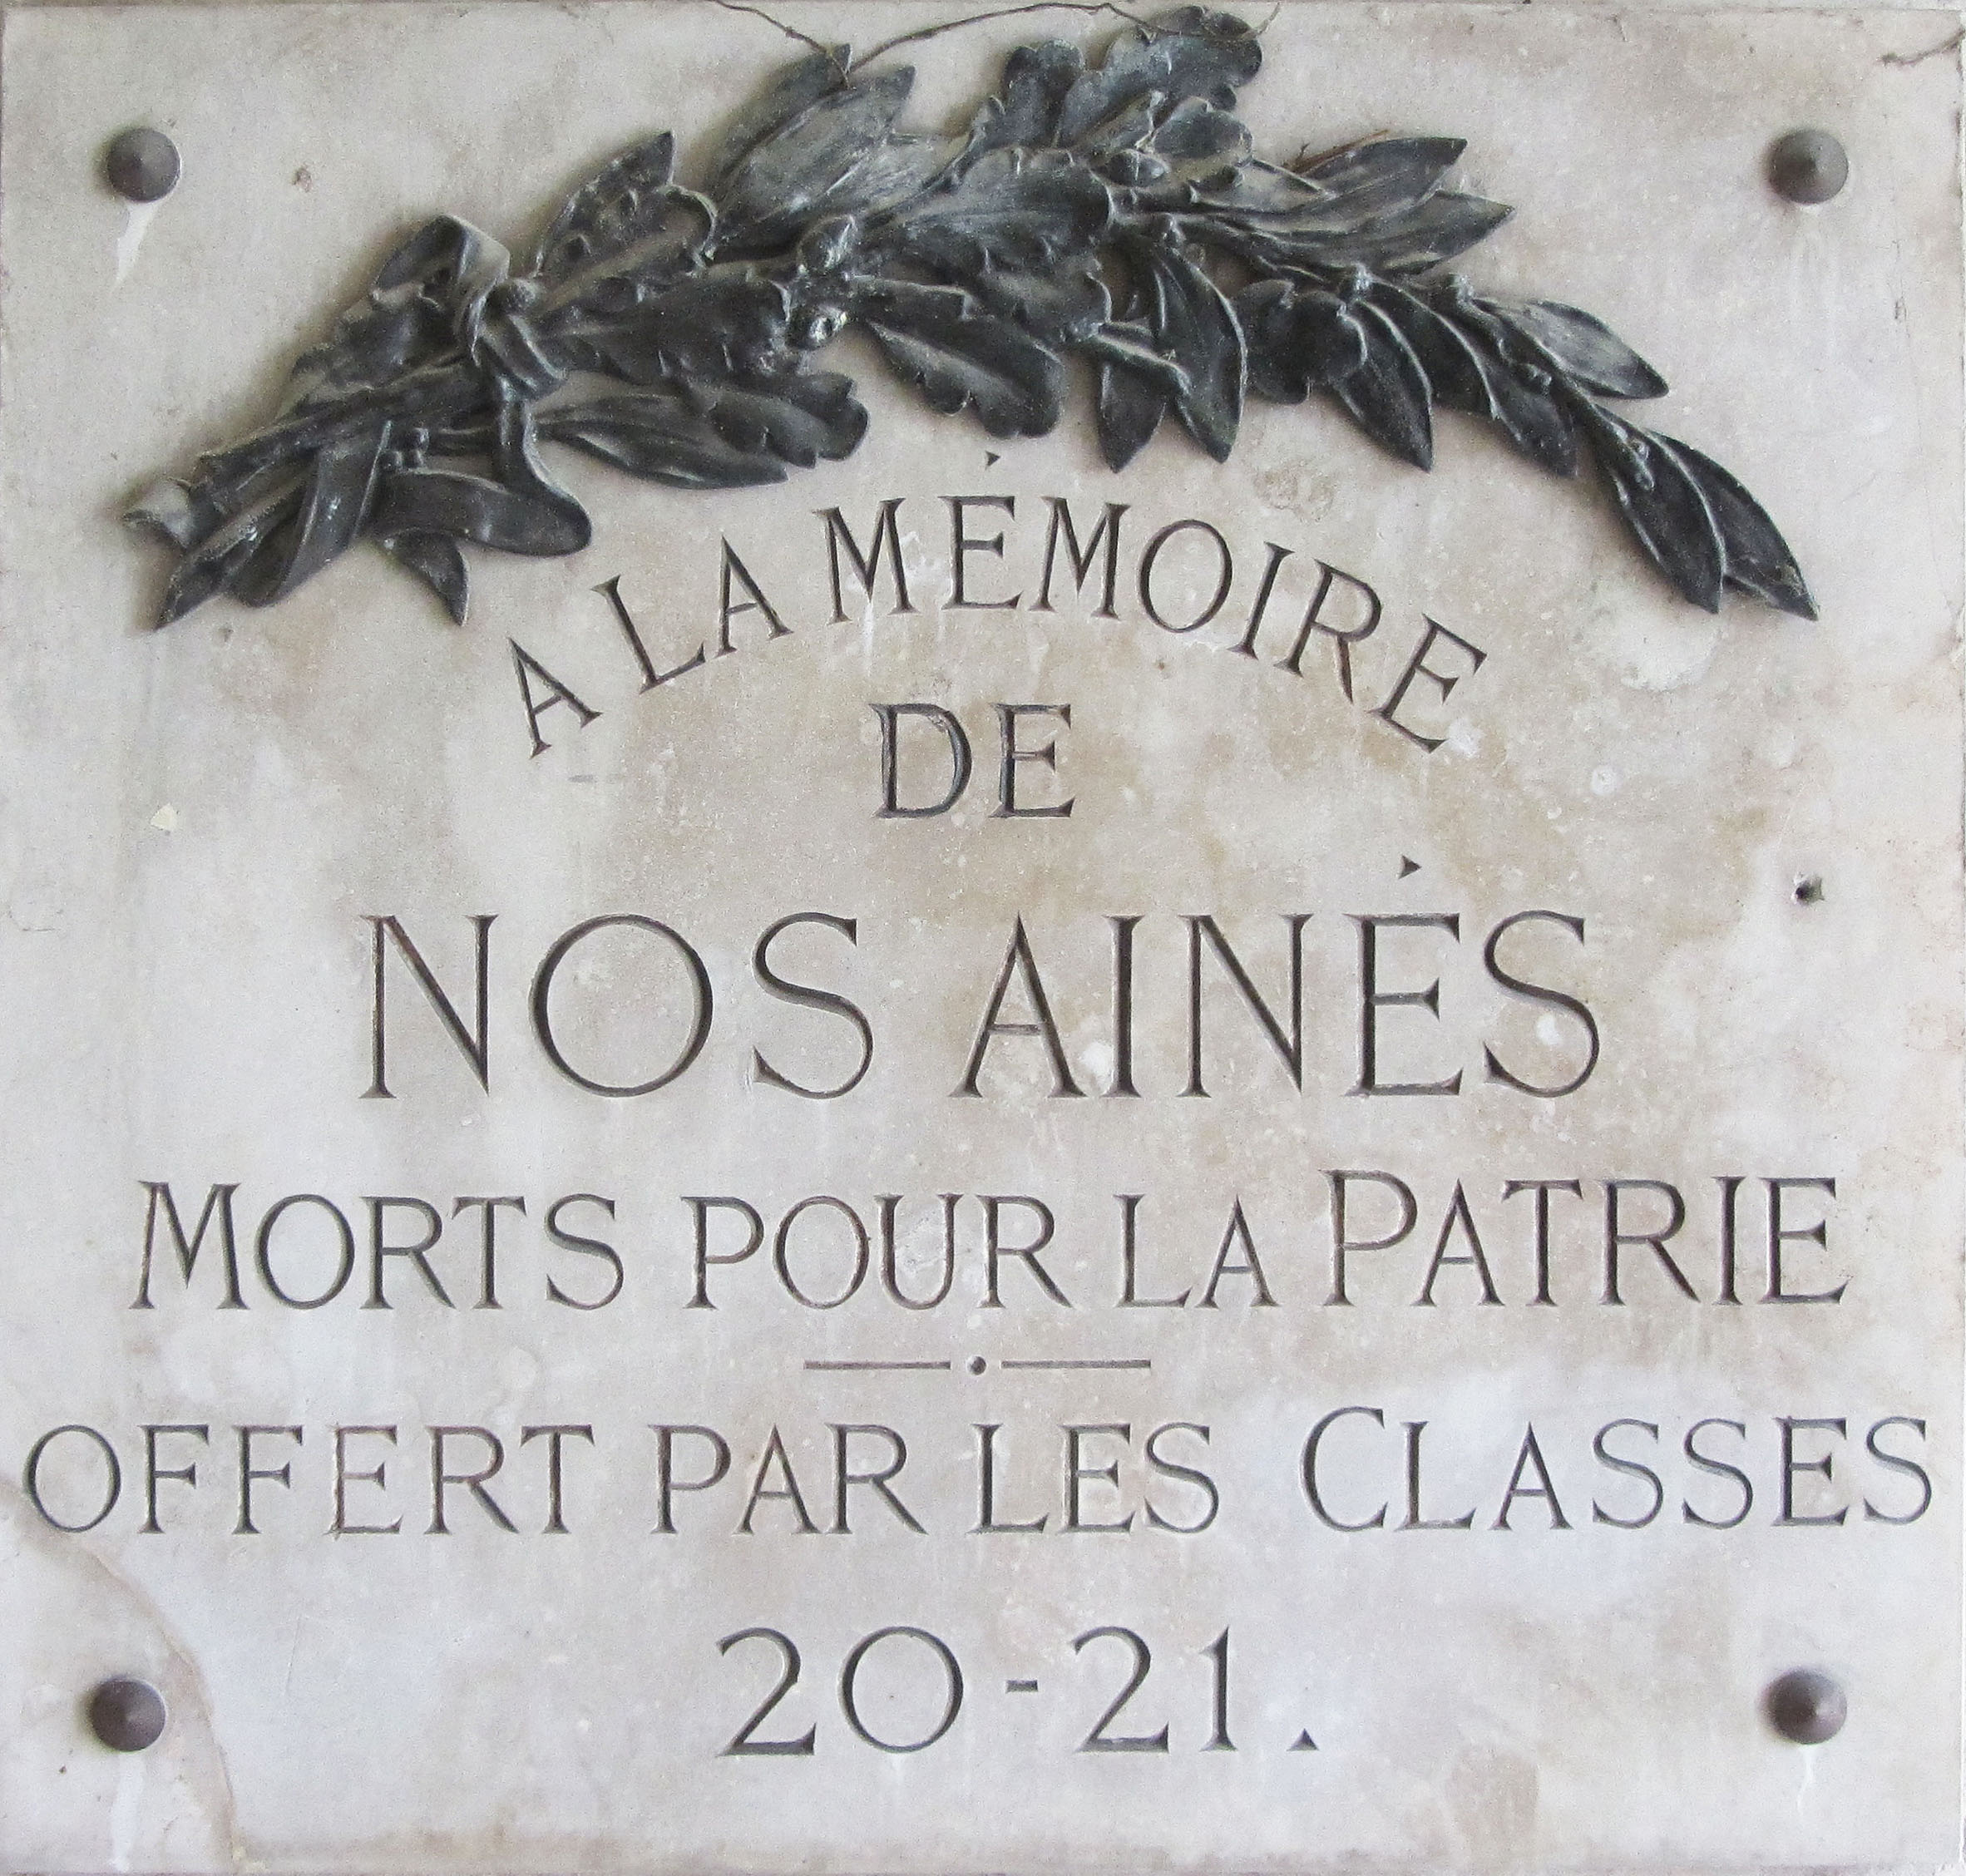 A LA MÉMOIRE
DE
NOS AINÉS
MORTS POUR LA PATRIE
OFFERT PAR LES CLASSES
20-21.